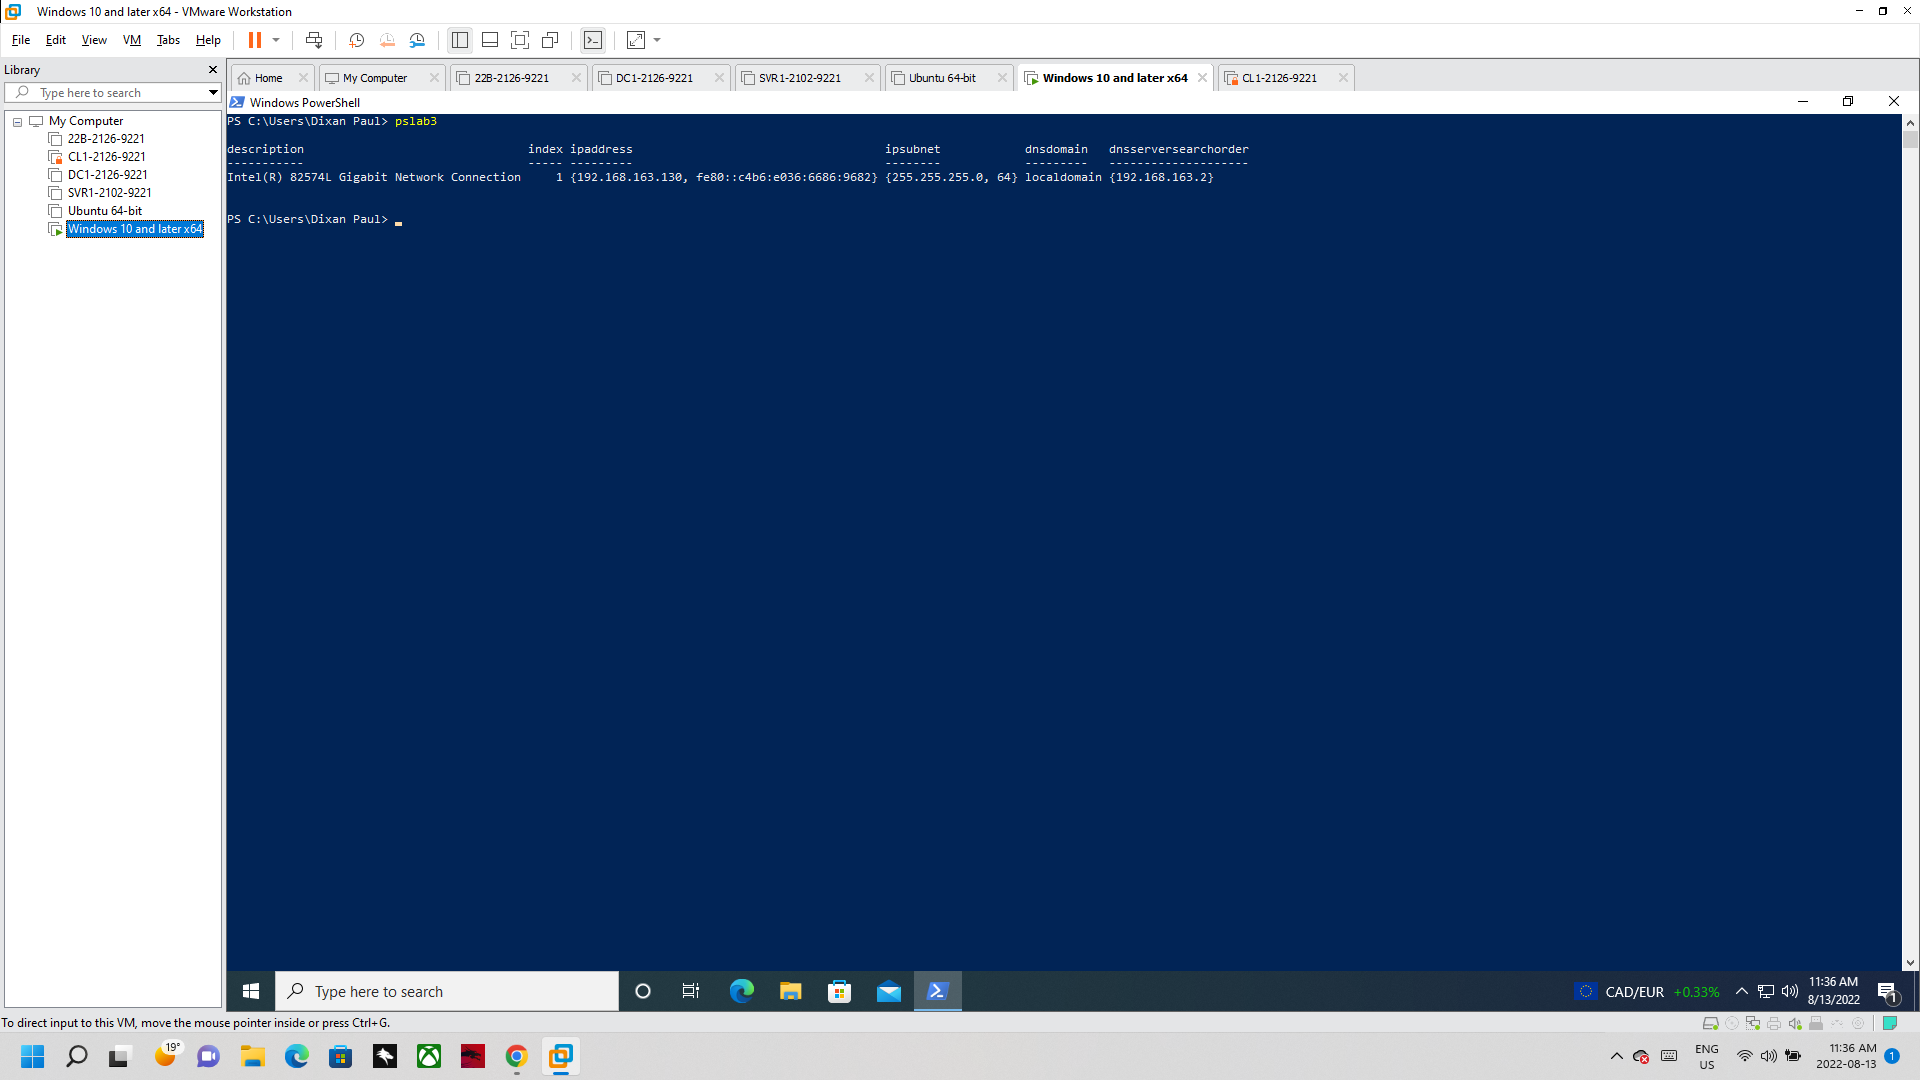 Windows 10 and later x64 - VMware Workstation
File Edit View VM Tabs Help
Library
Type here to search
My Computer
22B-2126-9221
CL1-2126-9221
DC1-2126-9221
SVR1-2102-9221
Ubuntu 64-bit
Windows 10 and later x64
Home My Computer 22B-2126-9221 DC1-2126-9221 SVR1-2102-9221 Ubuntu 64-bit Windows 10 and later x64 CL1-2126-9221
Windows PowerShell
PS C:\Users\Dixan Paul> pslab3
description index ipaddress ipsubnet dnsdomain dnsserversearchorder
----------- ----- --------- -------- --------- --------------------
Intel(R) 82574L Gigabit Network Connection 1 {192.168.163.130, fe80::c4b6:e036:6686:9682} {255.255.255.0, 64} localdomain {192.168.163.2}
PS C:\Users\Dixan Paul>
Type here to search
CAD/EUR +0.33%
11:36 AM
8/13/2022
1
To direct input to this VM, move the mouse pointer inside or press Ctrl+G.
19°
ENG
US
11:36 AM
2022-08-13
1